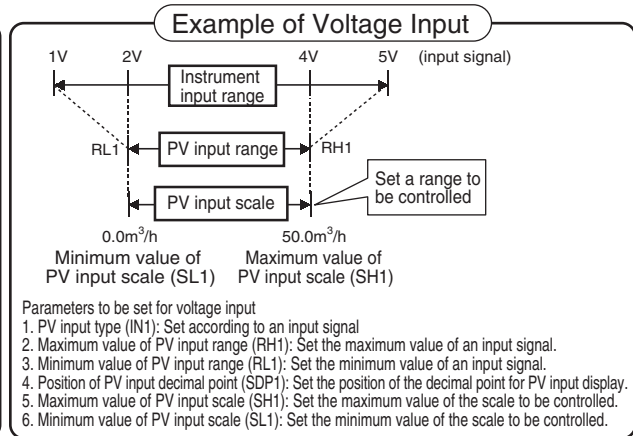 Example of Voltage Input
1V 2V 4V 5V (input signal)
Instrument
input range
RL1 PV input range RH1
PV input scale
Set a range to
be controlled
0.0m³/h 50.0m³/h
Minimum value of
PV input scale (SL1)
Maximum value of
PV input scale (SH1)
Parameters to be set for voltage input
1. PV input type (IN1): Set according to an input signal
2. Maximum value of PV input range (RH1): Set the maximum value of an input signal.
3. Minimum value of PV input range (RL1): Set the minimum value of an input signal.
4. Position of PV input decimal point (SDP1): Set the position of the decimal point for PV input display.
5. Maximum value of PV input scale (SH1): Set the maximum value of the scale to be controlled.
6. Minimum value of PV input scale (SL1): Set the minimum value of the scale to be controlled.